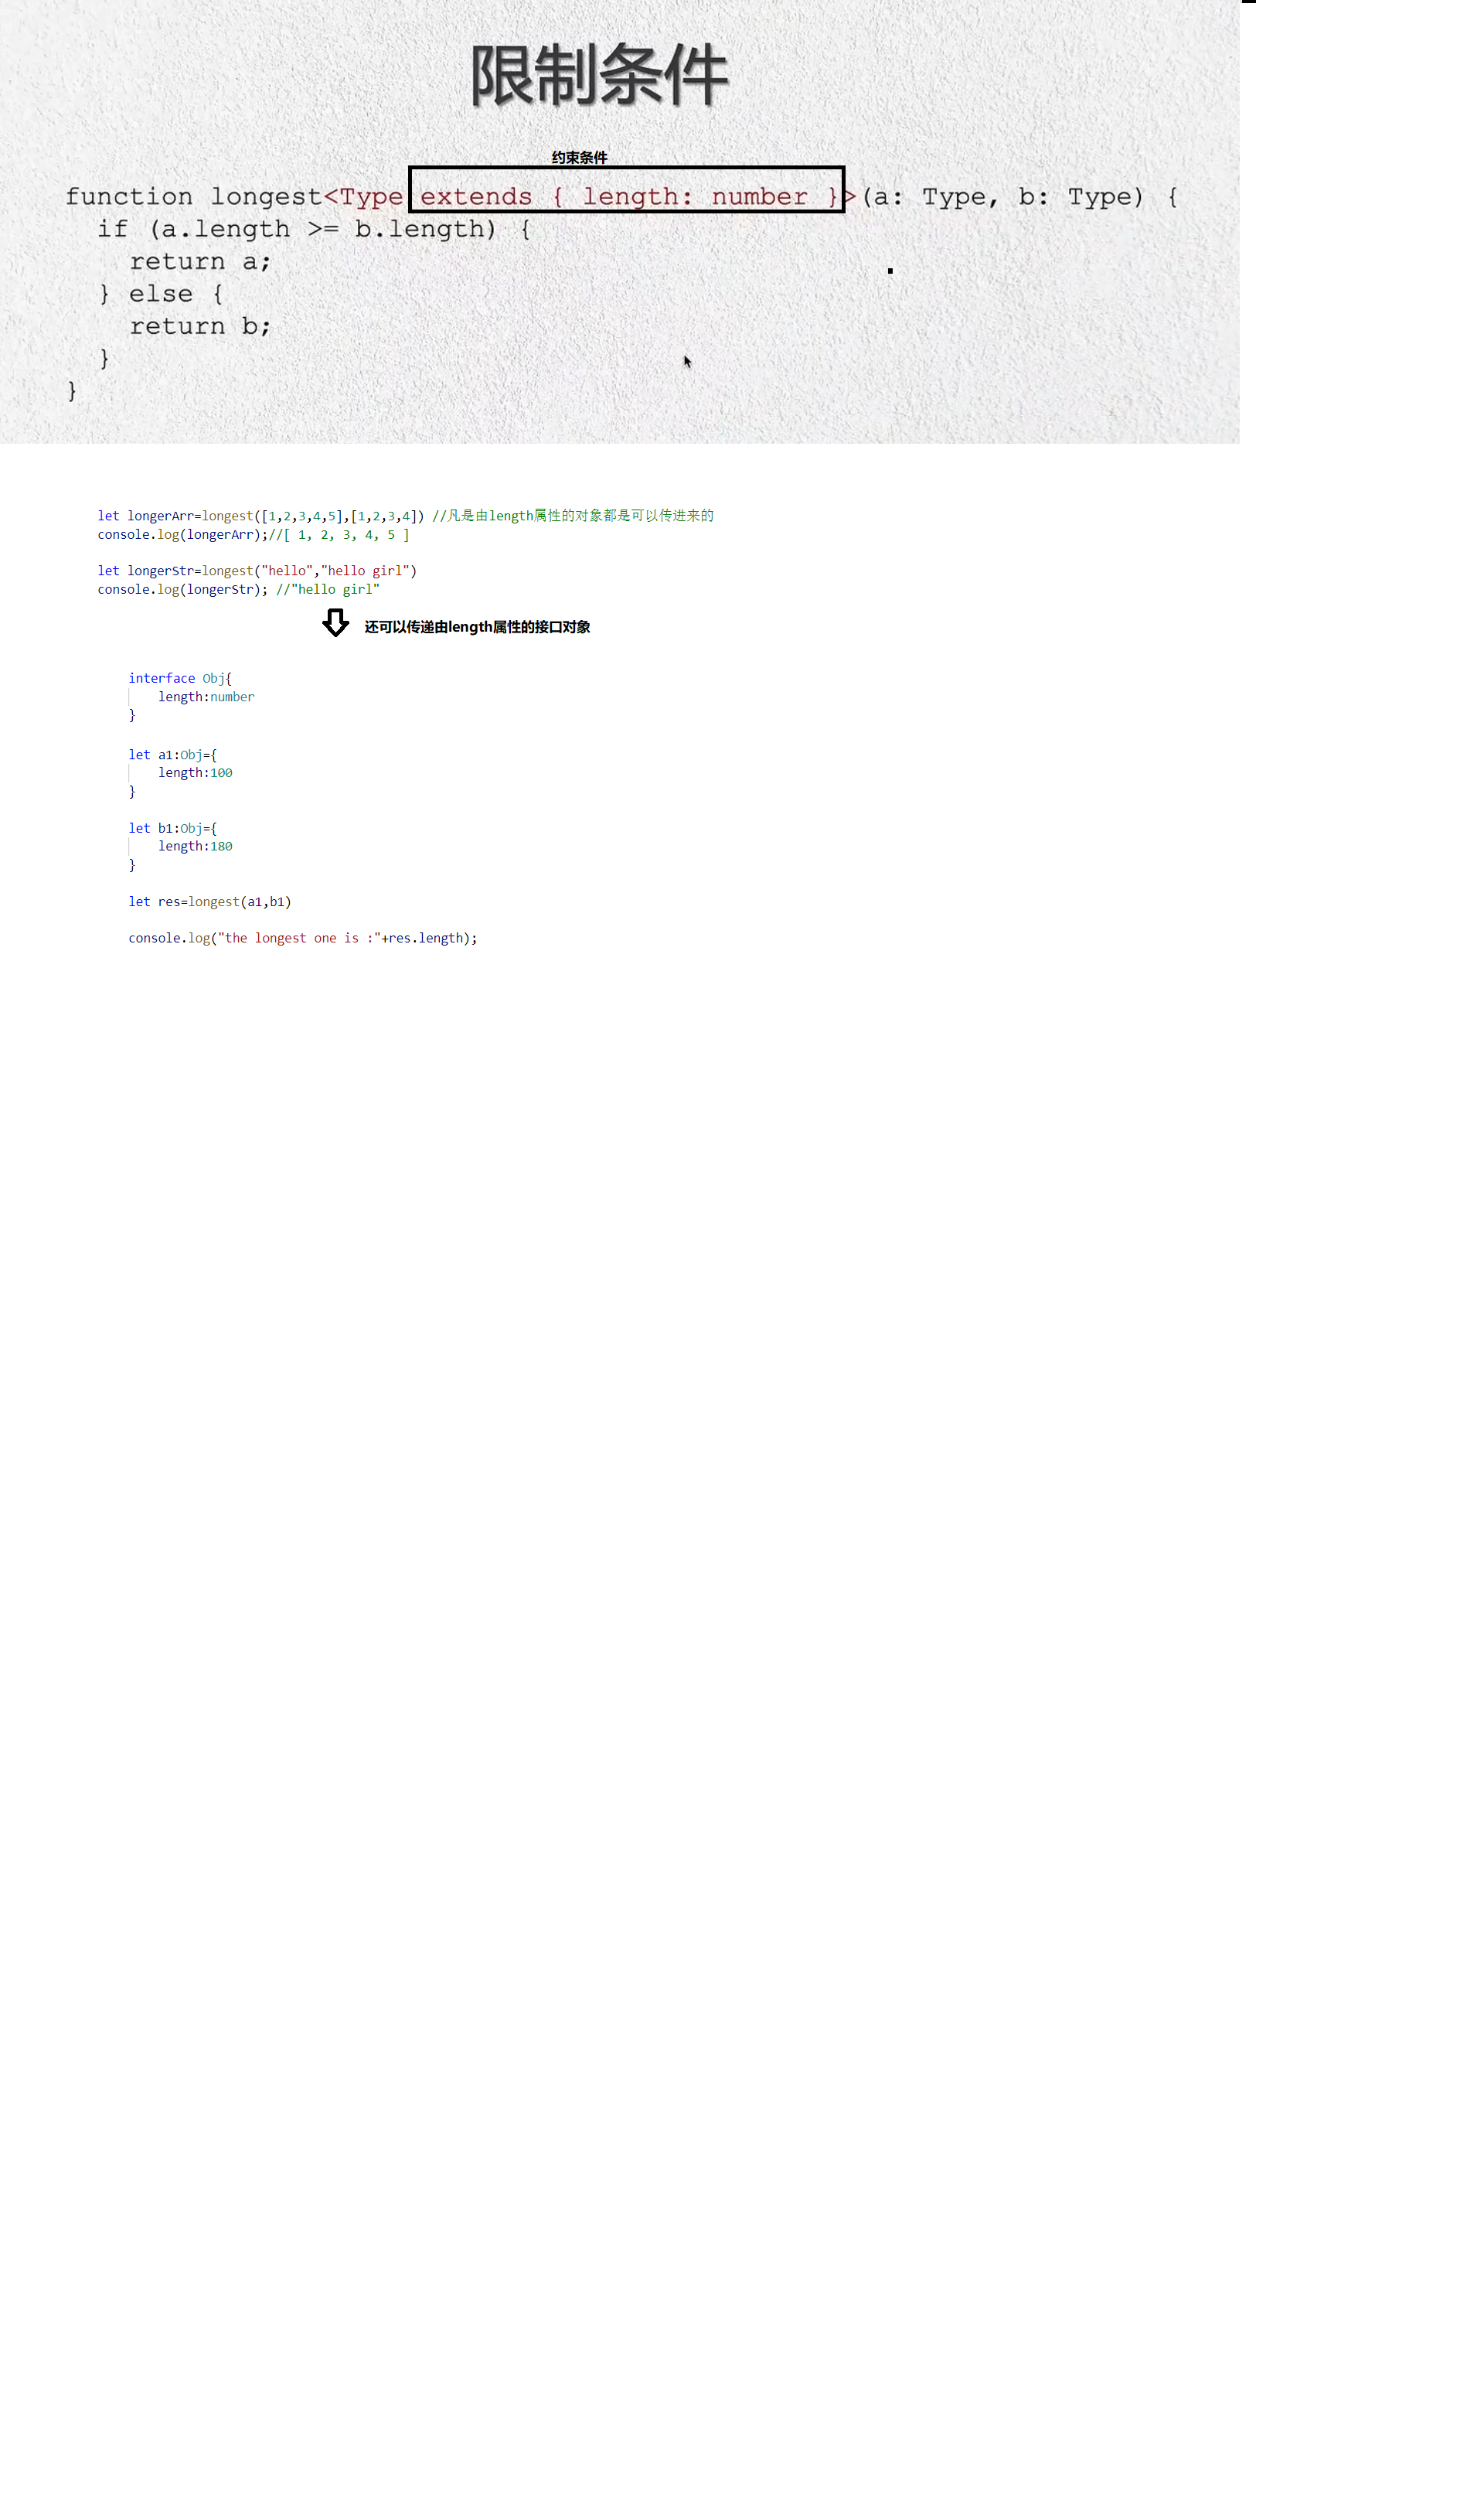 限制条件
约束条件
function longest<Type extends { length: number }>(a: Type, b: Type) {
  if (a.length >= b.length) {
    return a;
  } else {
    return b;
  }
}
let longerArr=longest([1,2,3,4,5],[1,2,3,4]) //凡是由length属性的对象都是可以传进来的
console.log(longerArr);//[ 1, 2, 3, 4, 5 ]
let longerStr=longest("hello","hello girl")
console.log(longerStr); //"hello girl"
还可以传递由length属性的接口对象
interface Obj{
    length:number
}
let a1:Obj={
    length:100
}
let b1:Obj={
    length:180
}
let res=longest(a1,b1)
console.log("the longest one is :"+res.length);